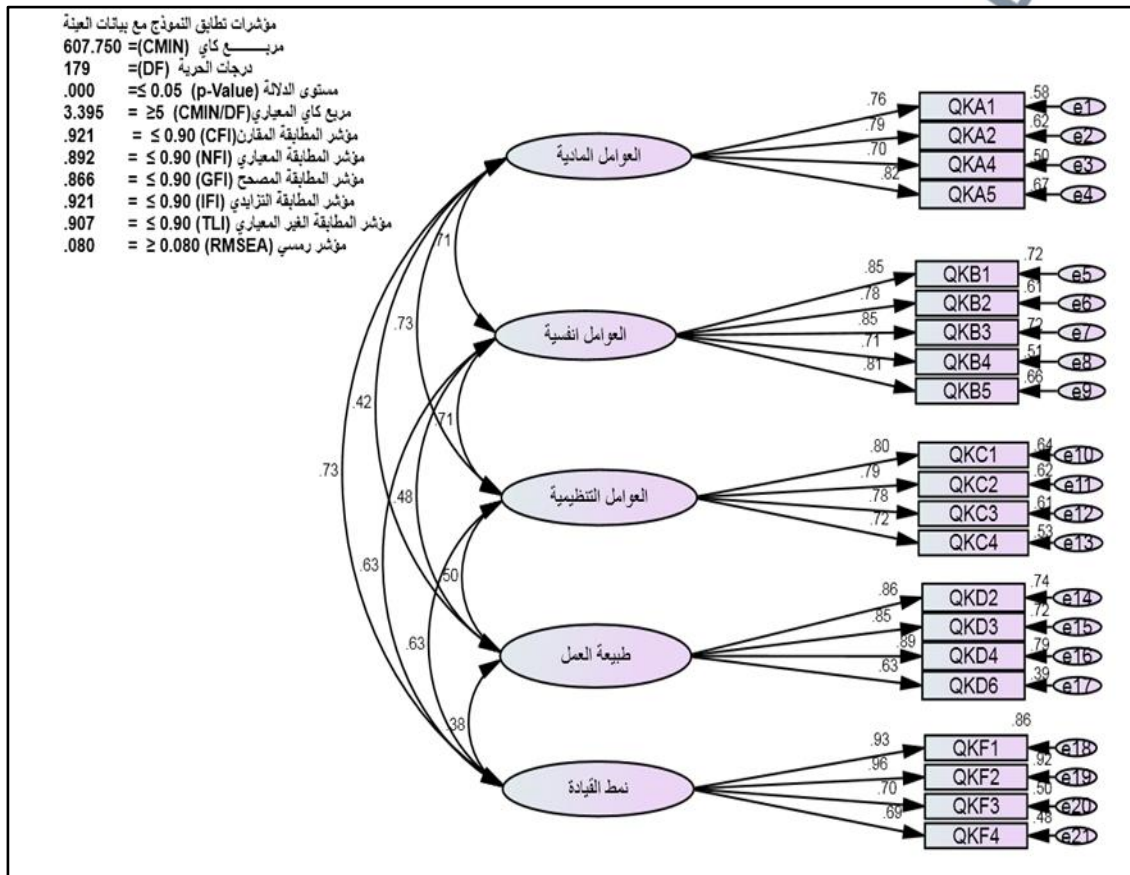 مؤشرات تطابق النموذج مع بيانات العينة
مربـــــــع كاي (CMIN)= 607.750
درجات الحرية (DF)= 179
مستوى الدلالة (p-Value) 0.05 ≥= .000
مربع كاي المعياري(CMIN/DF) 5≤ = 3.395
مؤشر المطابقة المقارن(CFI) 0.90 ≥ = .921
مؤشر المطابقة المعياري (NFI) 0.90 ≥ = .892
مؤشر المطابقة المصحح (GFI) 0.90 ≥ = .866
مؤشر المطابقة التزايدي (IFI) 0.90 ≥ = .921
مؤشر المطابقة الغير المعياري (TLI) 0.90 ≥ = .907
مؤشر رمسي (RMSEA) 0.080 ≤ = .080
العوامل المادية
.76 QKA1 .58 e1
.79 QKA2 .62 e2
.70 QKA4 .50 e3
.82 QKA5 .67 e4
.71
العوامل انفسية
.85 QKB1 .72 e5
.78 QKB2 .61 e6
.85 QKB3 .72 e7
.71 QKB4 .51 e8
.81 QKB5 .66 e9
.73
.42
.71
.73
العوامل التنظيمية
.80 QKC1 .64 e10
.79 QKC2 .62 e11
.78 QKC3 .61 e12
.72 QKC4 .53 e13
.48
.63
.50
.63
طبيعة العمل
.86 QKD2 .74 e14
.85 QKD3 .72 e15
.89 QKD4 .79 e16
.63 QKD6 .39 e17
.38
نمط القيادة
.93 QKF1 .86 e18
.96 QKF2 .92 e19
.70 QKF3 .50 e20
.69 QKF4 .48 e21